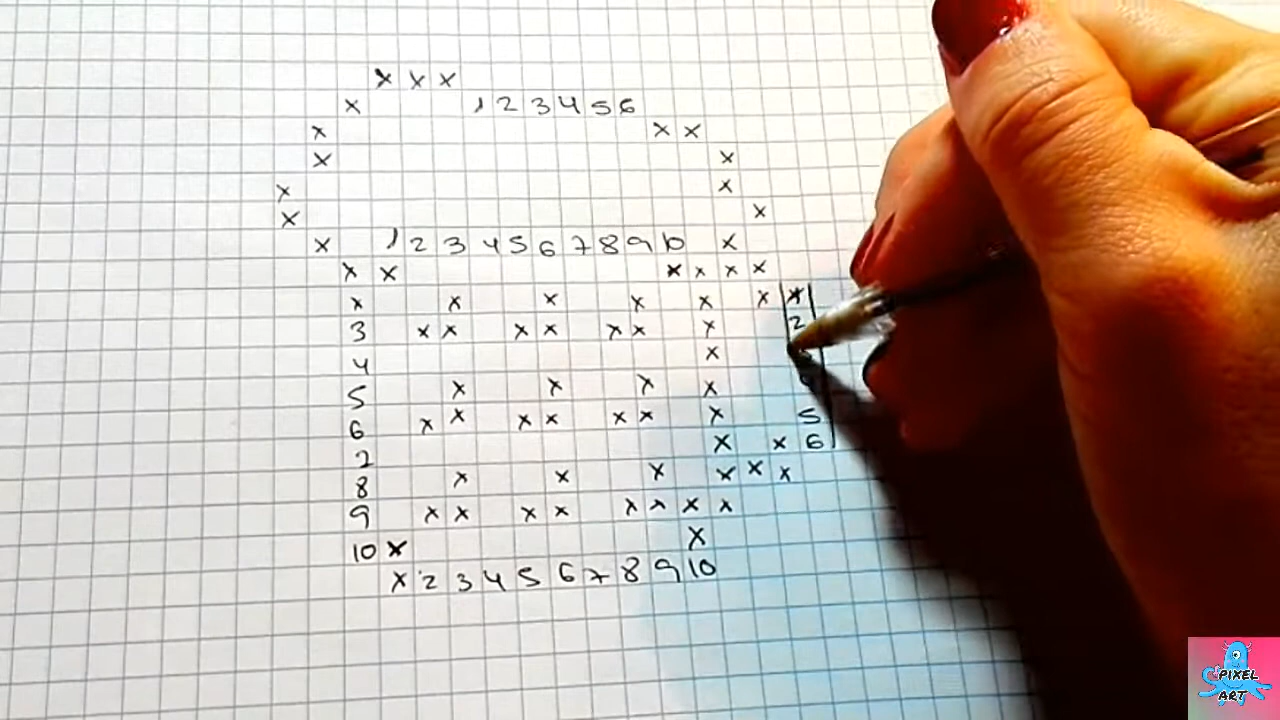 x x x
x 1 2 3 4 5 6
x x x
x x
x x
x x
x 1 2 3 4 5 6 7 8 9 10 x
x x x x x x
x x x x x x x
3 x x x x x x x 2
4 x
5 x x x x
6 x x x x x x x 5
2 x x 6
8 x x x x x x
9 x x x x x x x x
10 x x
x 2 3 4 5 6 7 8 9 10
PIXEL
ART